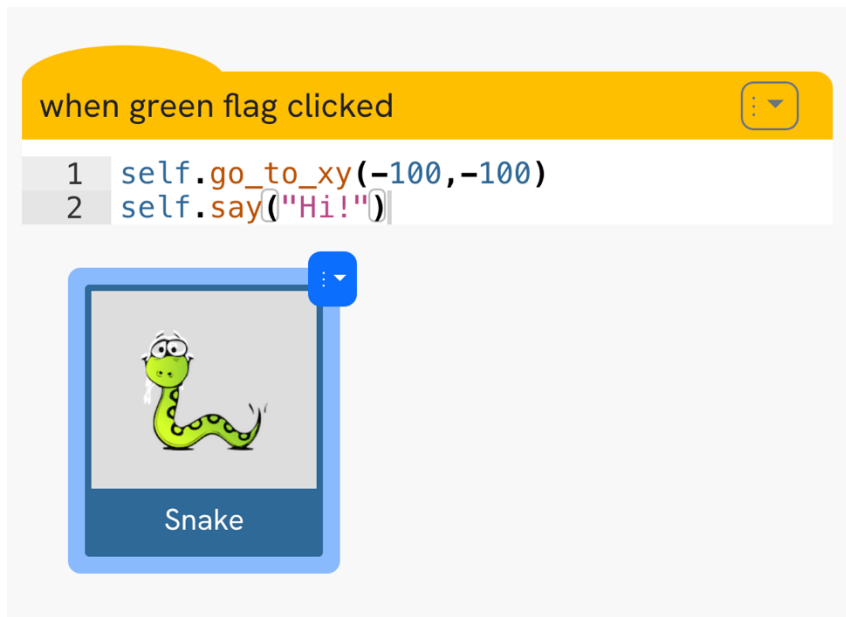 when green flag clicked
1 self.go_to_xy(-100,-100)
2 self.say("Hi!")
Snake